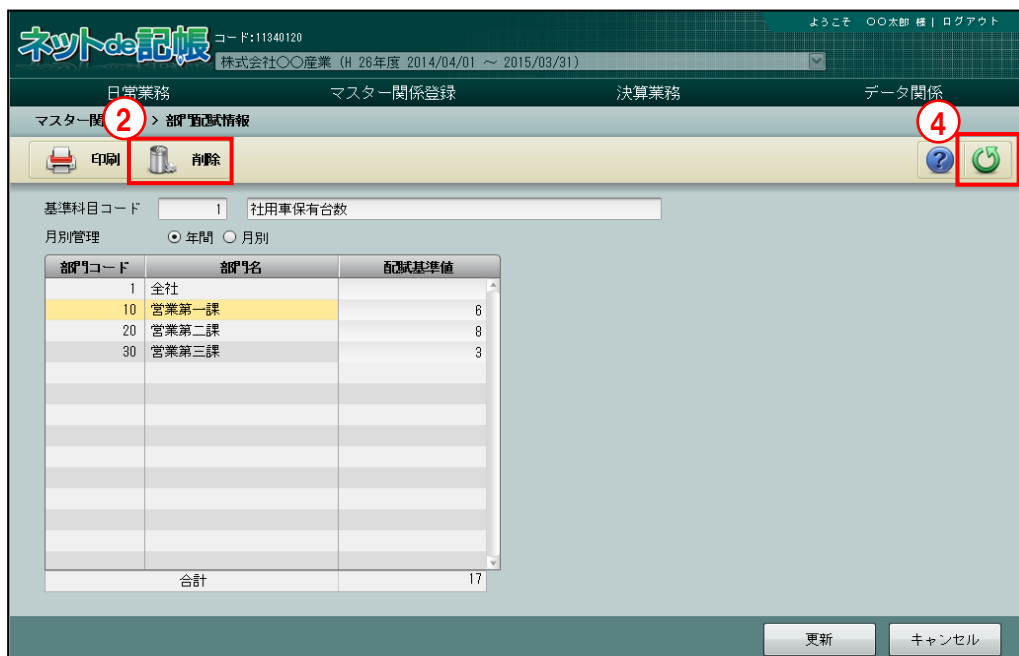 ようこそ 〇〇太郎 様 | ログアウト
ネットde記帳 コード:11340120
株式会社〇〇産業 (H 26年度 2014/04/01 ～ 2015/03/31)
日常業務 マスター関係登録 決算業務 データ関係
マスター関 ② > 部門配賦情報 ④
印刷 削除 ?
基準科目コード 1 社用車保有台数
月別管理 年間 月別
部門コード 部門名 配賦基準値
1 全社
10 営業第一課 6
20 営業第二課 8
30 営業第三課 3
合計 17
更新 キャンセル